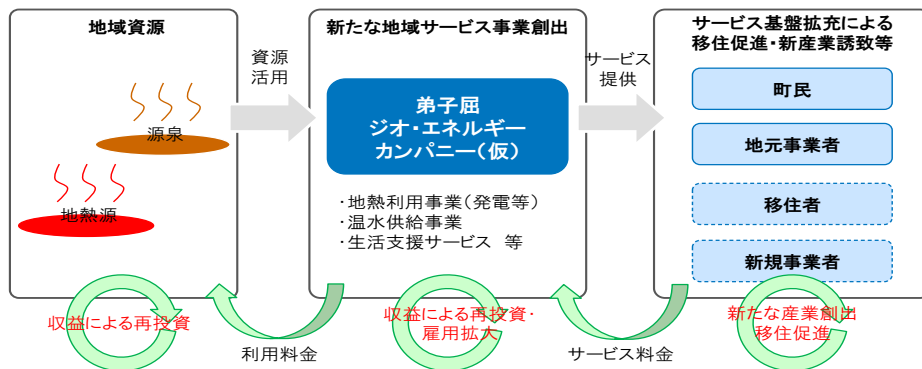 地域資源
源泉
地熱源
収益による再投資
資源
活用
利用料金
新たな地域サービス事業創出
弟子屈
ジオ・エネルギー
カンパニー(仮)
・地熱利用事業(発電等)
・温水供給事業
・生活支援サービス 等
収益による再投資・
雇用拡大
サービス
提供
サービス料金
サービス基盤拡充による
移住促進・新産業誘致等
町民
地元事業者
移住者
新規事業者
新たな産業創出
移住促進